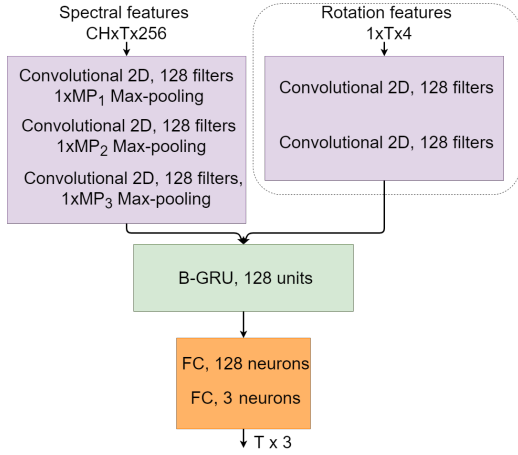 Spectral features
CHxTx256
Convolutional 2D, 128 filters
1xMP1 Max-pooling
Convolutional 2D, 128 filters
1xMP2 Max-pooling
Convolutional 2D, 128 filters,
1xMP3 Max-pooling
Rotation features
1xTx4
Convolutional 2D, 128 filters
Convolutional 2D, 128 filters
B-GRU, 128 units
FC, 128 neurons
FC, 3 neurons
T x 3